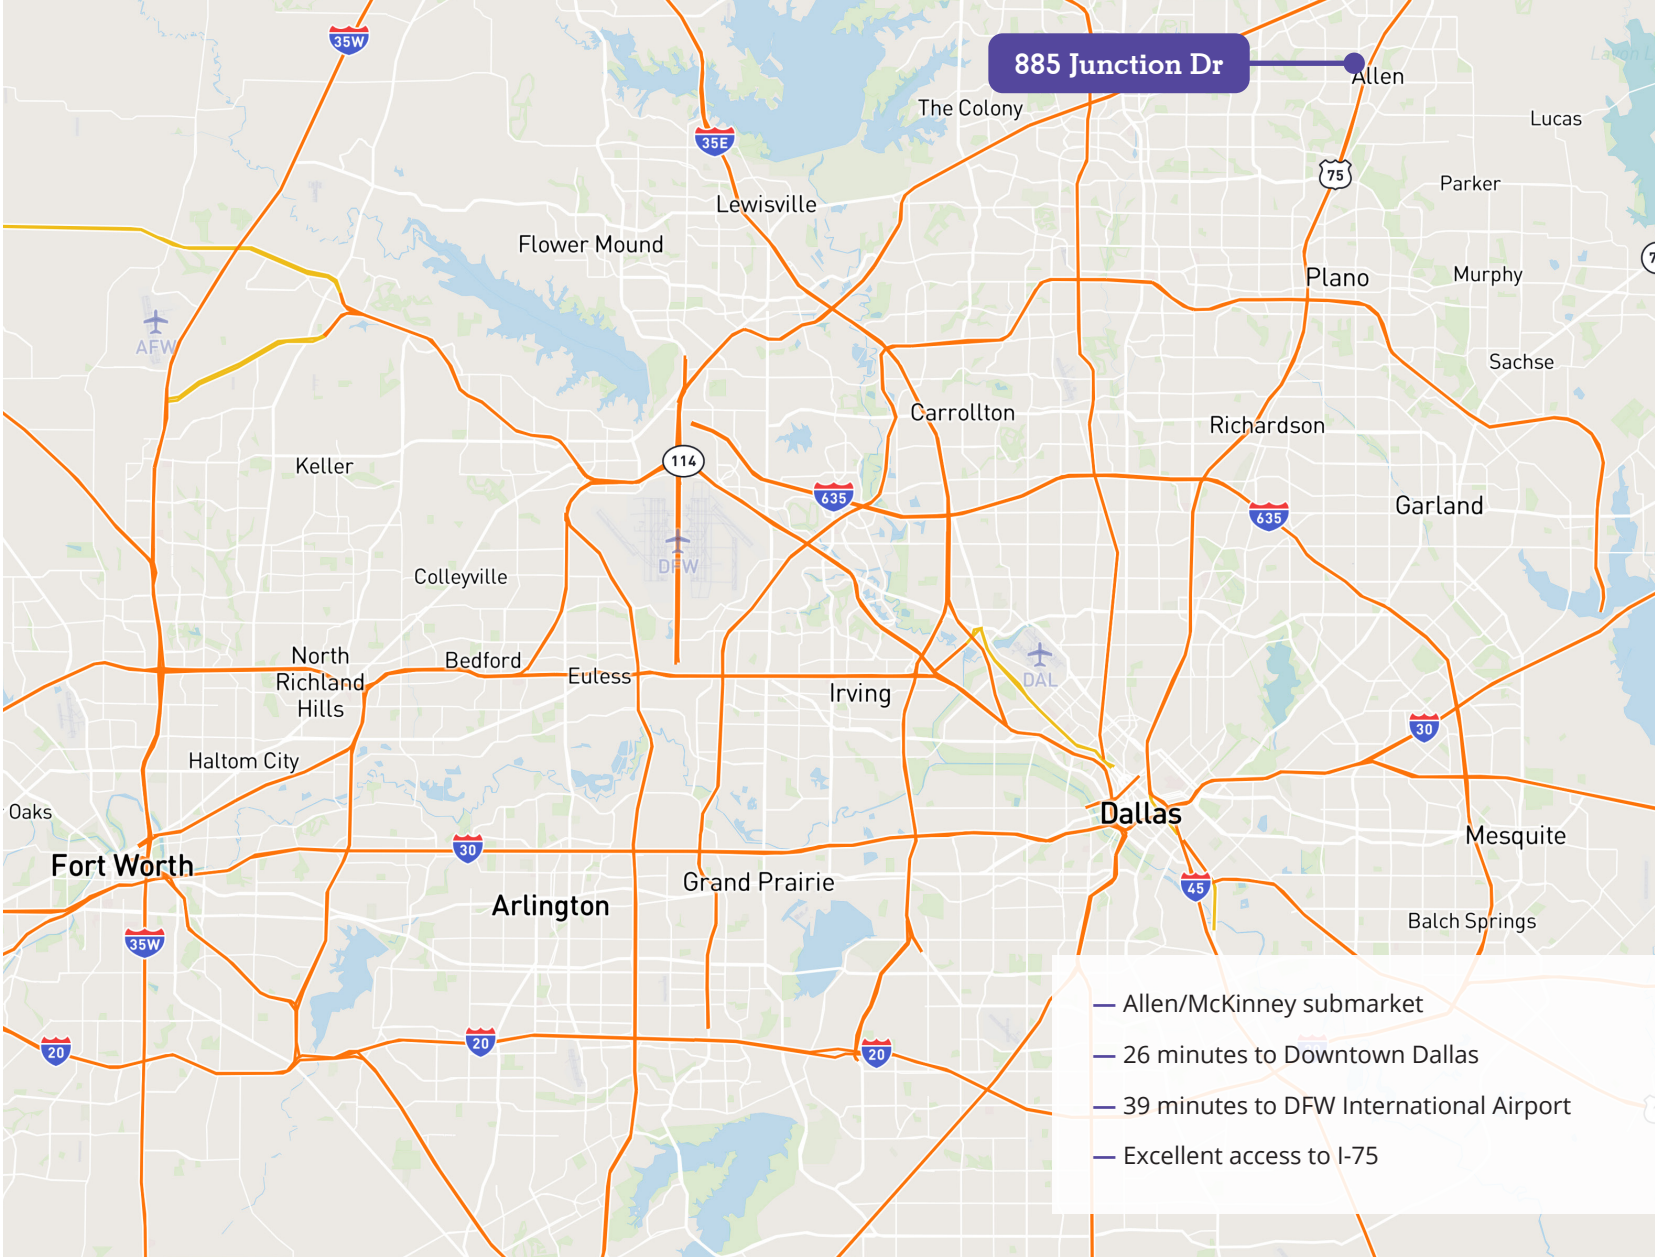 35W
885 Junction Dr
Allen
The Colony
Lucas
35E
75
Parker
Lewisville
Flower Mound
Plano
Murphy
AFW
Sachse
Carrollton
Richardson
Keller
114
635
Garland
635
DFW
Colleyville
North
Richland
Hills
Bedford
Euless
DAL
Irving
30
Haltom City
Oaks
Dallas
Mesquite
30
Fort Worth
Grand Prairie
45
Arlington
Balch Springs
35W
20
20
20
— Allen/McKinney submarket
— 26 minutes to Downtown Dallas
— 39 minutes to DFW International Airport
— Excellent access to I-75